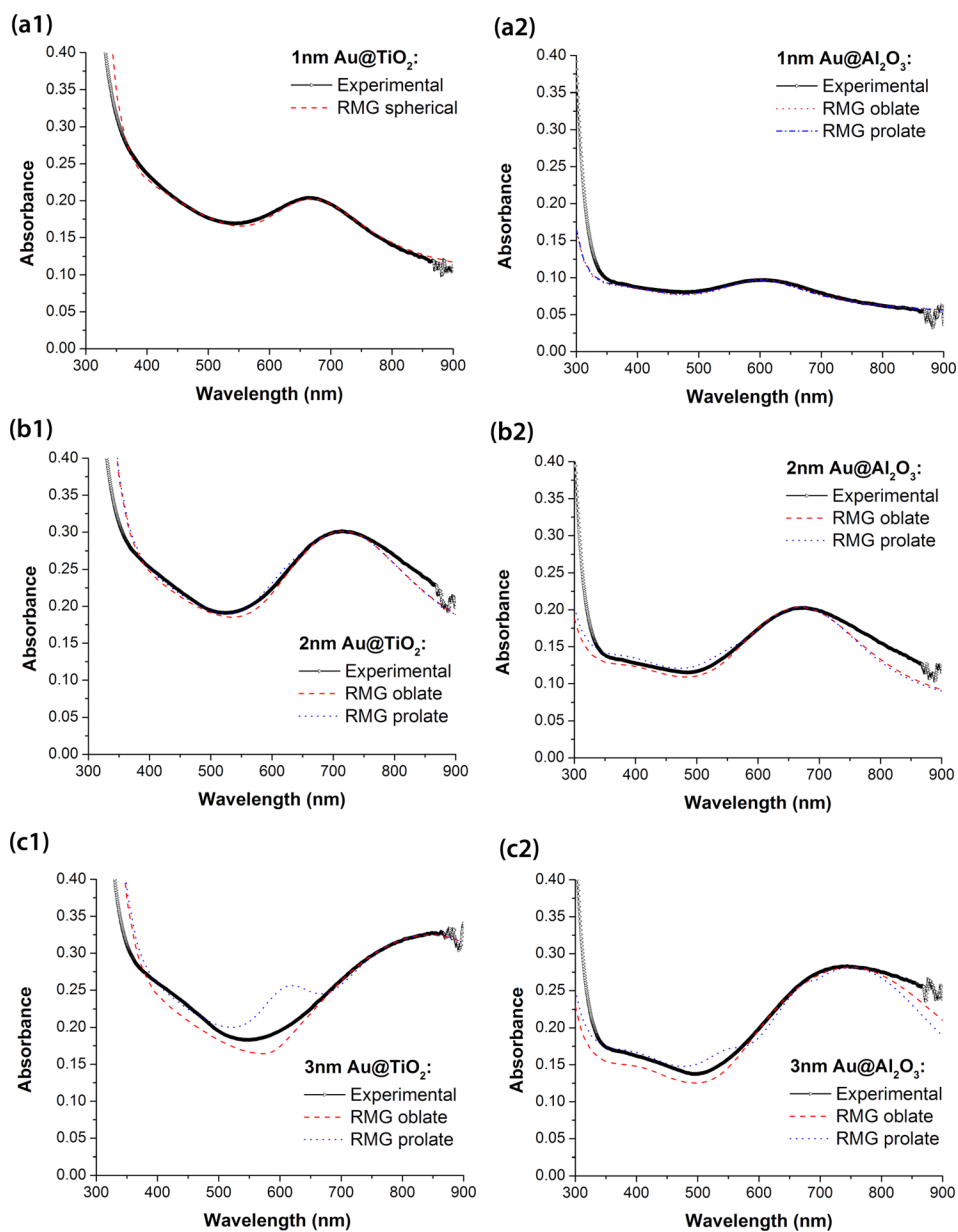 (a1)
0.40
0.35
0.30
0.25
0.20
0.15
0.10
0.05
0.00
Absorbance
300 400 500 600 700 800 900
Wavelength (nm)
1nm Au@TiO₂:
Experimental
RMG spherical
(a2)
0.40
0.35
0.30
0.25
0.20
0.15
0.10
0.05
0.00
Absorbance
300 400 500 600 700 800 900
Wavelength (nm)
1nm Au@Al₂O₃:
Experimental
RMG oblate
RMG prolate
(b1)
0.40
0.35
0.30
0.25
0.20
0.15
0.10
0.05
0.00
Absorbance
300 400 500 600 700 800 900
Wavelength (nm)
2nm Au@TiO₂:
Experimental
RMG oblate
RMG prolate
(b2)
0.40
0.35
0.30
0.25
0.20
0.15
0.10
0.05
0.00
Absorbance
300 400 500 600 700 800 900
Wavelength (nm)
2nm Au@Al₂O₃:
Experimental
RMG oblate
RMG prolate
(c1)
0.40
0.35
0.30
0.25
0.20
0.15
0.10
0.05
0.00
Absorbance
300 400 500 600 700 800 900
Wavelength (nm)
3nm Au@TiO₂:
Experimental
RMG oblate
RMG prolate
(c2)
0.40
0.35
0.30
0.25
0.20
0.15
0.10
0.05
0.00
Absorbance
300 400 500 600 700 800 900
Wavelength (nm)
3nm Au@Al₂O₃:
Experimental
RMG oblate
RMG prolate